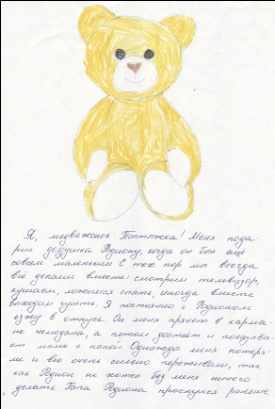 Я, медвежонок Топтотка! Меня пода-
рил дедушка Родиону, когда он был еще
совсем маленьким. С тех пор мы всегда
всё делаем вместе: смотрим телевизор,
кушаем, ложимся спать, иногда вместе
выходим гулять. Я постоянно с Родионом
езжу в отпуск. Он меня прячет в карма-
не чемодана, а потом достаёт и показыва-
ет маме с папой. Однажды меня потеря-
ли и все очень сильно переживали, так
как Родион не хотел без меня ничего
делать. Папа Родиона проснулся раньше